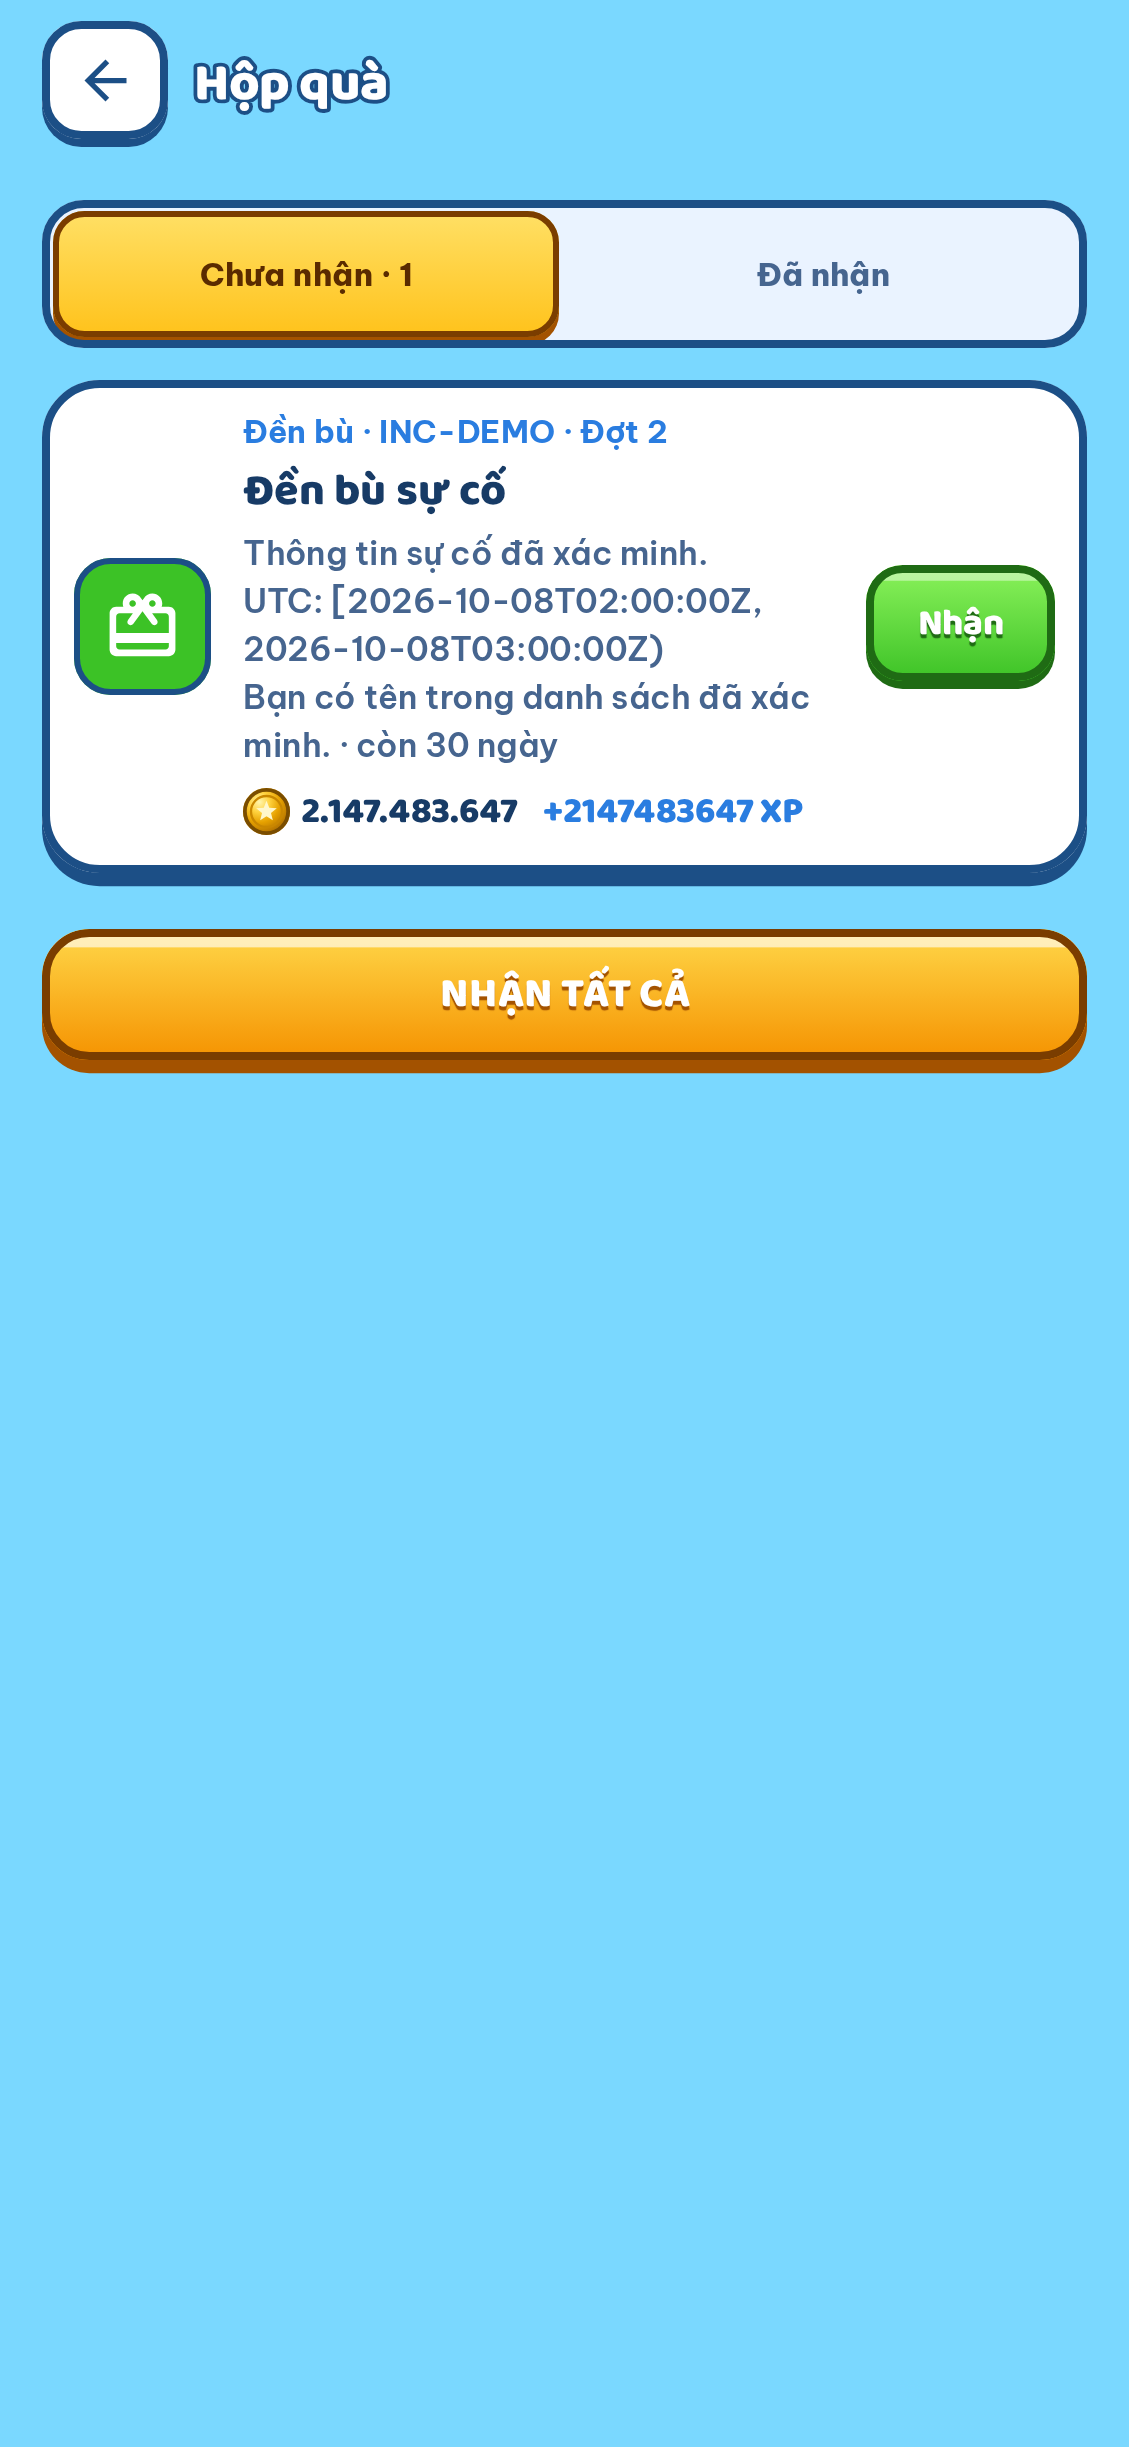 Hộp quà
Chưa nhận · 1
Đã nhận
Đền bù · INC-DEMO · Đợt 2
Đền bù sự cố
Thông tin sự cố đã xác minh.
UTC: [2026-10-08T02:00:00Z,
2026-10-08T03:00:00Z)
Bạn có tên trong danh sách đã xác
minh. · còn 30 ngày
2.147.483.647 +2147483647 XP
Nhận
NHẬN TẤT CẢ